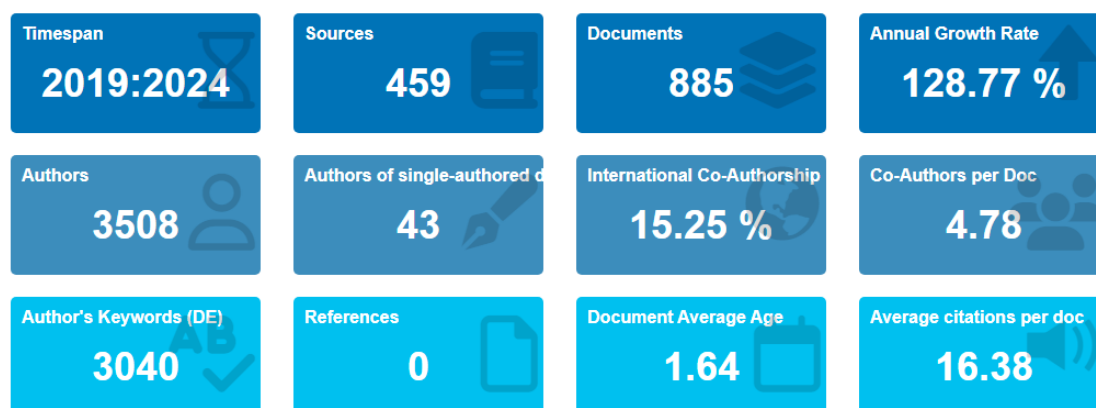 Timespan
2019:2024
Sources
459
Documents
885
Annual Growth Rate
128.77 %
Authors
3508
Authors of single-authored d
43
International Co-Authorship
15.25 %
Co-Authors per Doc
4.78
Author's Keywords (DE)
3040
References
0
Document Average Age
1.64
Average citations per doc
16.38